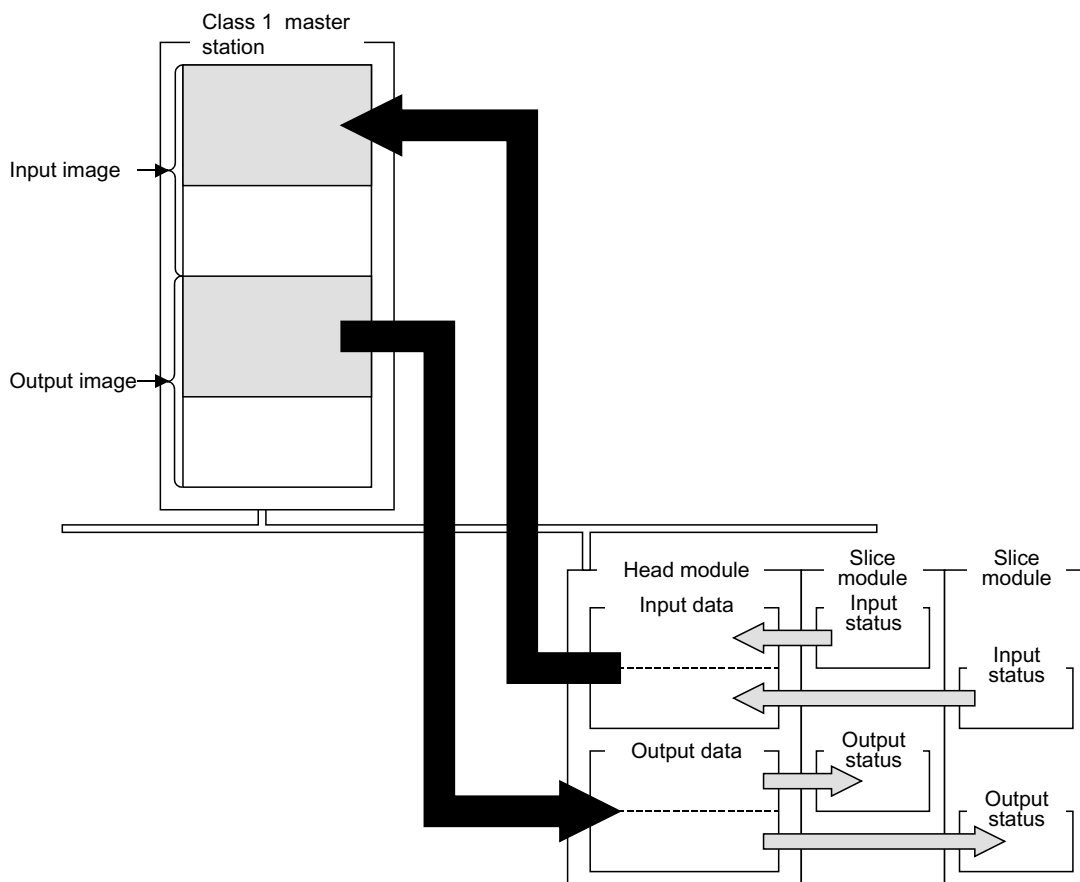 Class 1 master
station
Input image
Output image
Head module
Slice
module
Slice
module
Input data
Input
status
Input
status
Output data
Output
status
Output
status